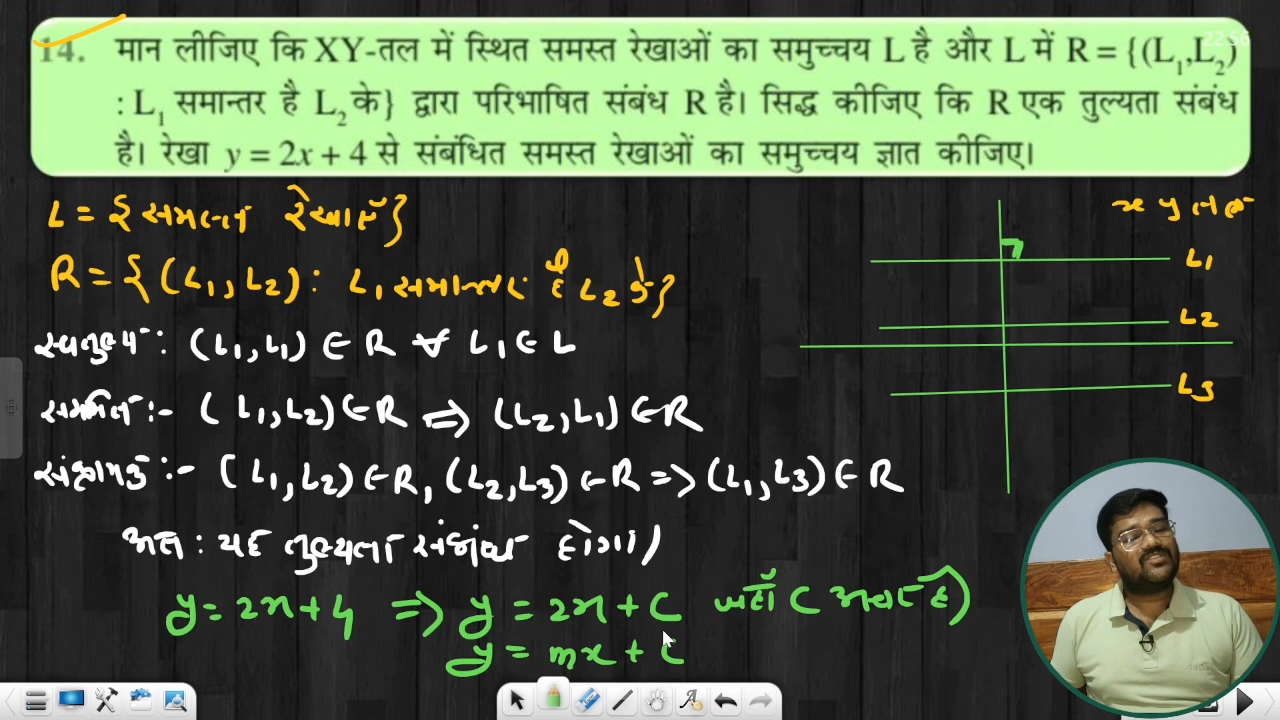 14. मान लीजिए कि XY-तल में स्थित समस्त रेखाओं का समुच्चय L है और L में R = {(L₁,L₂)
: L₁ समान्तर है L₂ के} द्वारा परिभाषित संबंध R है। सिद्ध कीजिए कि R एक तुल्यता संबंध
है। रेखा y = 2x + 4 से संबंधित समस्त रेखाओं का समुच्चय ज्ञात कीजिए।
22:56
L = {समस्त रेखाएँ}
R = {(L₁, L₂) : L₁ समान्तर है L₂ के}
स्वतुल्य : (L₁, L₁) ∈ R ∀ L₁ ∈ L
सममित :- (L₁, L₂) ∈ R ⇒ (L₂, L₁) ∈ R
संक्रामक :- (L₁, L₂) ∈ R, (L₂, L₃) ∈ R => (L₁, L₃) ∈ R
अतः यह तुल्यता संबंध होगा।
y = 2x + 4 => y = 2x + C जहाँ C अचर है)
y = mx + C
xy तल
L₁
L₂
L₃